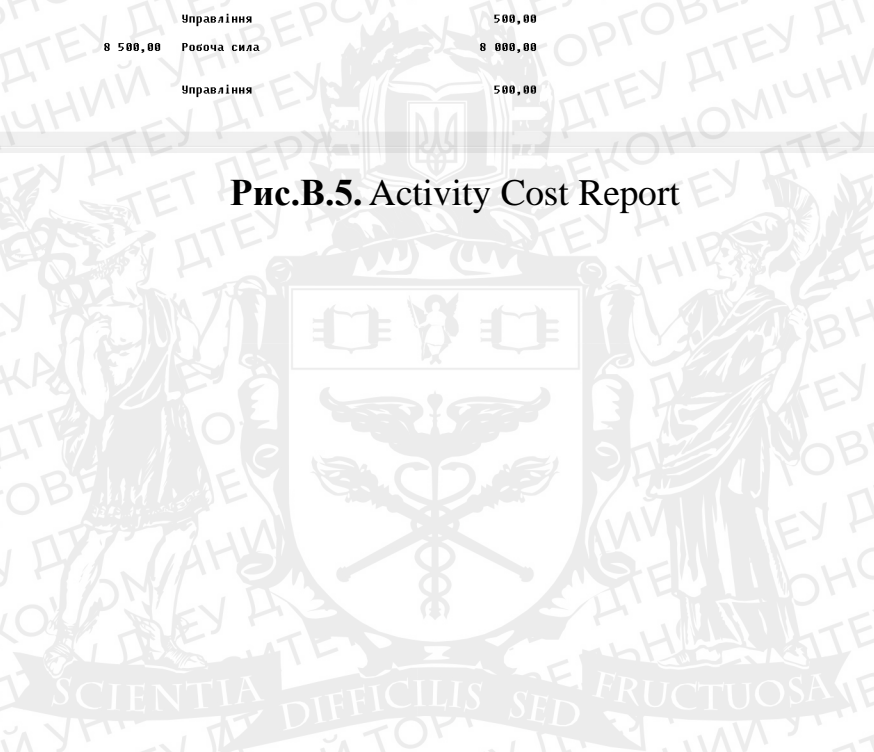 Управління 500,00
8 500,00 Робоча сила 8 000,00
Управління 500,00
Рис.В.5. Activity Cost Report
SCIENTIA DIFFICILIS SED FRUCTUOSA